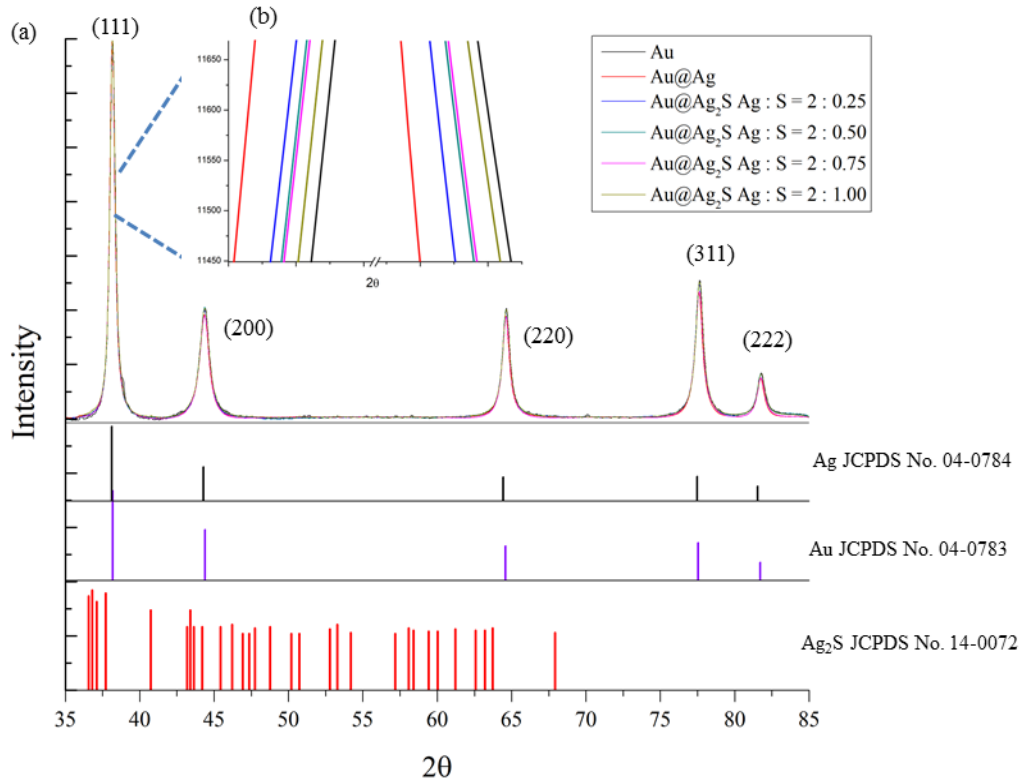 (a)
(111)
(b)
11650
11600
11550
11500
11450
2θ
Au
Au@Ag
Au@Ag₂S Ag : S = 2 : 0.25
Au@Ag₂S Ag : S = 2 : 0.50
Au@Ag₂S Ag : S = 2 : 0.75
Au@Ag₂S Ag : S = 2 : 1.00
(200)
(220)
(311)
(222)
Intensity
Ag JCPDS No. 04-0784
Au JCPDS No. 04-0783
Ag₂S JCPDS No. 14-0072
35 40 45 50 55 60 65 70 75 80 85
2θ